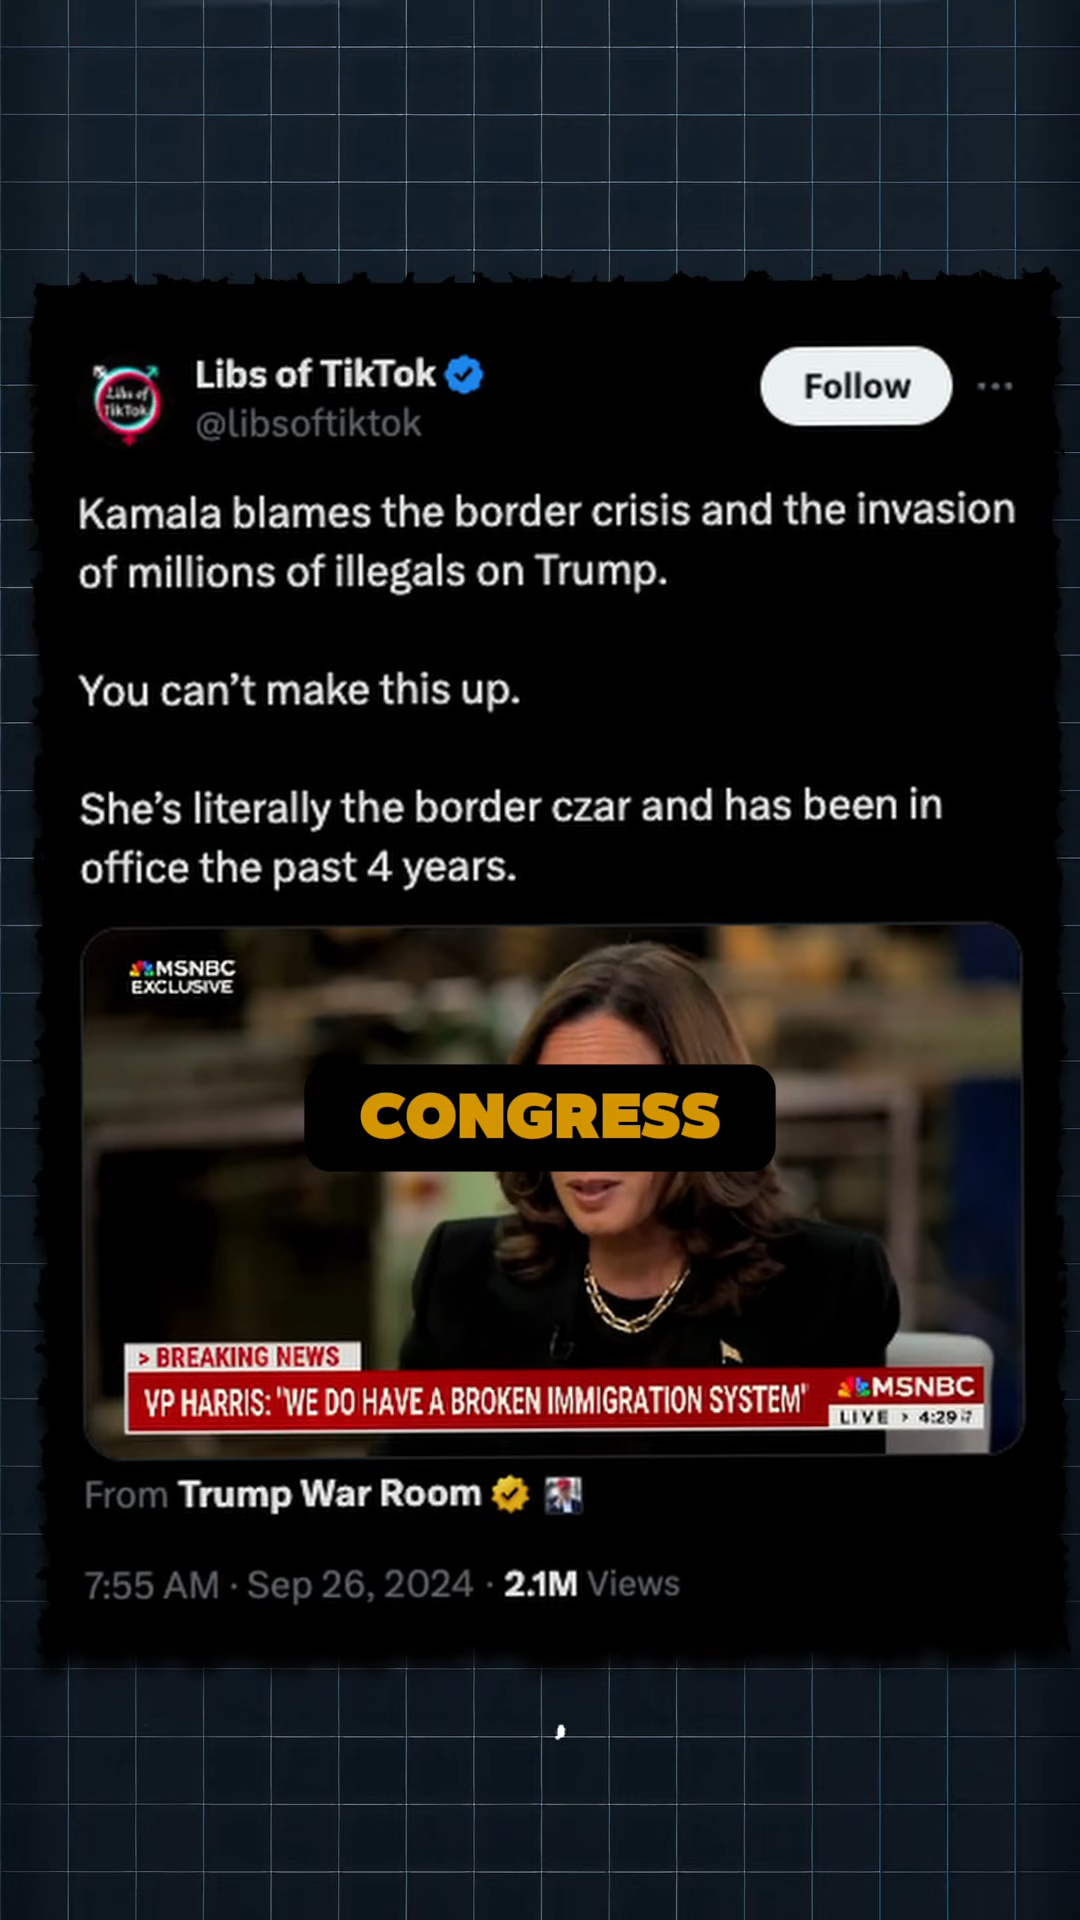 Libs of TikTok
@libsoftiktok
Follow
Libs of
TikTok
Kamala blames the border crisis and the invasion
of millions of illegals on Trump.
You can't make this up.
She's literally the border czar and has been in
office the past 4 years.
MSNBC
EXCLUSIVE
CONGRESS
> BREAKING NEWS
VP HARRIS: "WE DO HAVE A BROKEN IMMIGRATION SYSTEM"
MSNBC
LIVE > 4:29
From Trump War Room
7:55 AM · Sep 26, 2024 · 2.1M Views